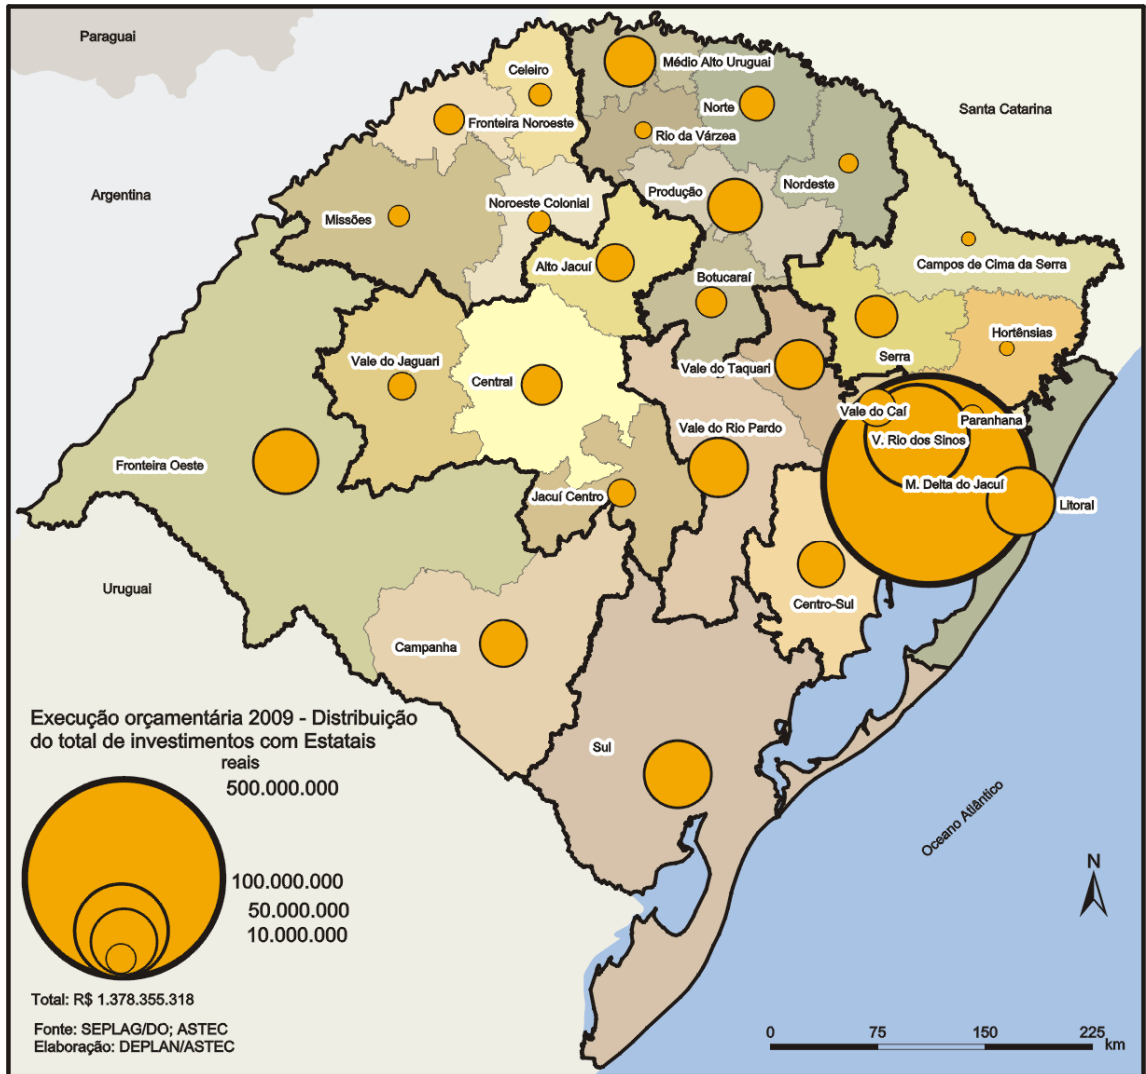 Paraguai
Celeiro
Médio Alto Uruguai
Norte
Santa Catarina
Fronteira Noroeste
Rio da Várzea
Argentina
Nordeste
Produção
Missões
Noroeste Colonial
Alto Jacuí
Campos de Cima da Serra
Botucaraí
Hortênsias
Vale do Jaguari
Serra
Central
Vale do Taquari
Vale do Caí
Paranhana
Vale do Rio Pardo
V. Rio dos Sinos
Fronteira Oeste
M. Delta do Jacuí
Jacuí Centro
Litoral
Uruguai
Centro-Sul
Campanha
Sul
Oceano Atlântico
Execução orçamentária 2009 - Distribuição
do total de investimentos com Estatais
reais
500.000.000
100.000.000
50.000.000
10.000.000
Total: R$ 1.378.355.318
Fonte: SEPLAG/DO; ASTEC
Elaboração: DEPLAN/ASTEC
N
0 75 150 225
km